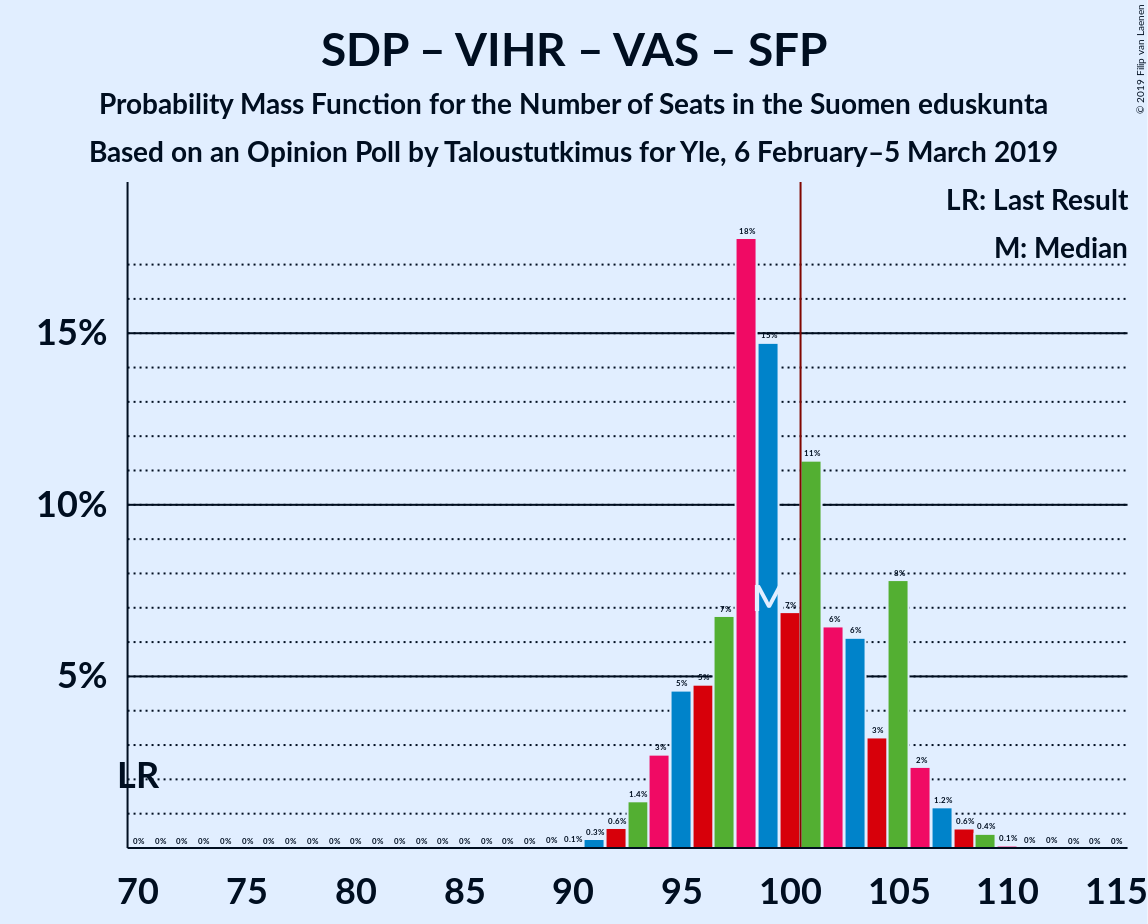 SDP – VIHR – VAS – SFP
Probability Mass Function for the Number of Seats in the Suomen eduskunta
Based on an Opinion Poll by Taloustutkimus for Yle, 6 February–5 March 2019
© 2019 Filip van Laenen
LR: Last Result
M: Median
15%
10%
5%
LR
M
0% 0% 0% 0% 0% 0% 0% 0% 0% 0% 0% 0% 0% 0% 0% 0% 0% 0% 0% 0% 0.1% 0.3% 0.6% 1.4% 3% 5% 5% 7% 18% 15% 7% 11% 6% 6% 3% 8% 2% 1.2% 0.6% 0.4% 0.1% 0% 0% 0% 0% 0%
70 75 80 85 90 95 100 105 110 115